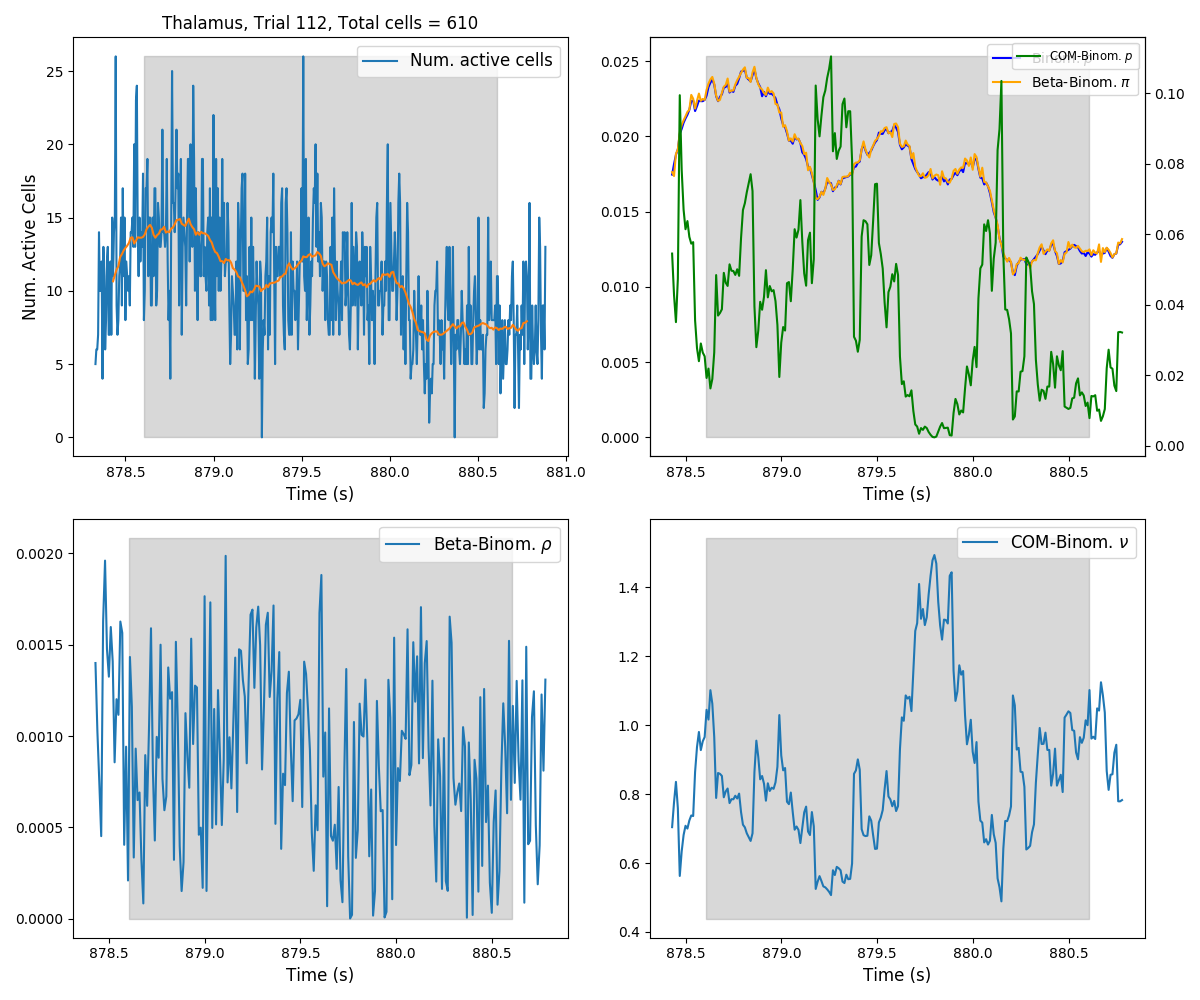 Thalamus, Trial 112, Total cells = 610
Num. active cells
Num. Active Cells
25
20
15
10
5
0
878.5 879.0 879.5 880.0 880.5 881.0
Time (s)
COM-Binom. p
Binom. p
Beta-Binom. π
0.025
0.020
0.015
0.010
0.005
0.000
0.10
0.08
0.06
0.04
0.02
0.00
878.5 879.0 879.5 880.0 880.5
Time (s)
Beta-Binom. ρ
0.0020
0.0015
0.0010
0.0005
0.0000
878.5 879.0 879.5 880.0 880.5
Time (s)
COM-Binom. ν
1.4
1.2
1.0
0.8
0.6
0.4
878.5 879.0 879.5 880.0 880.5
Time (s)